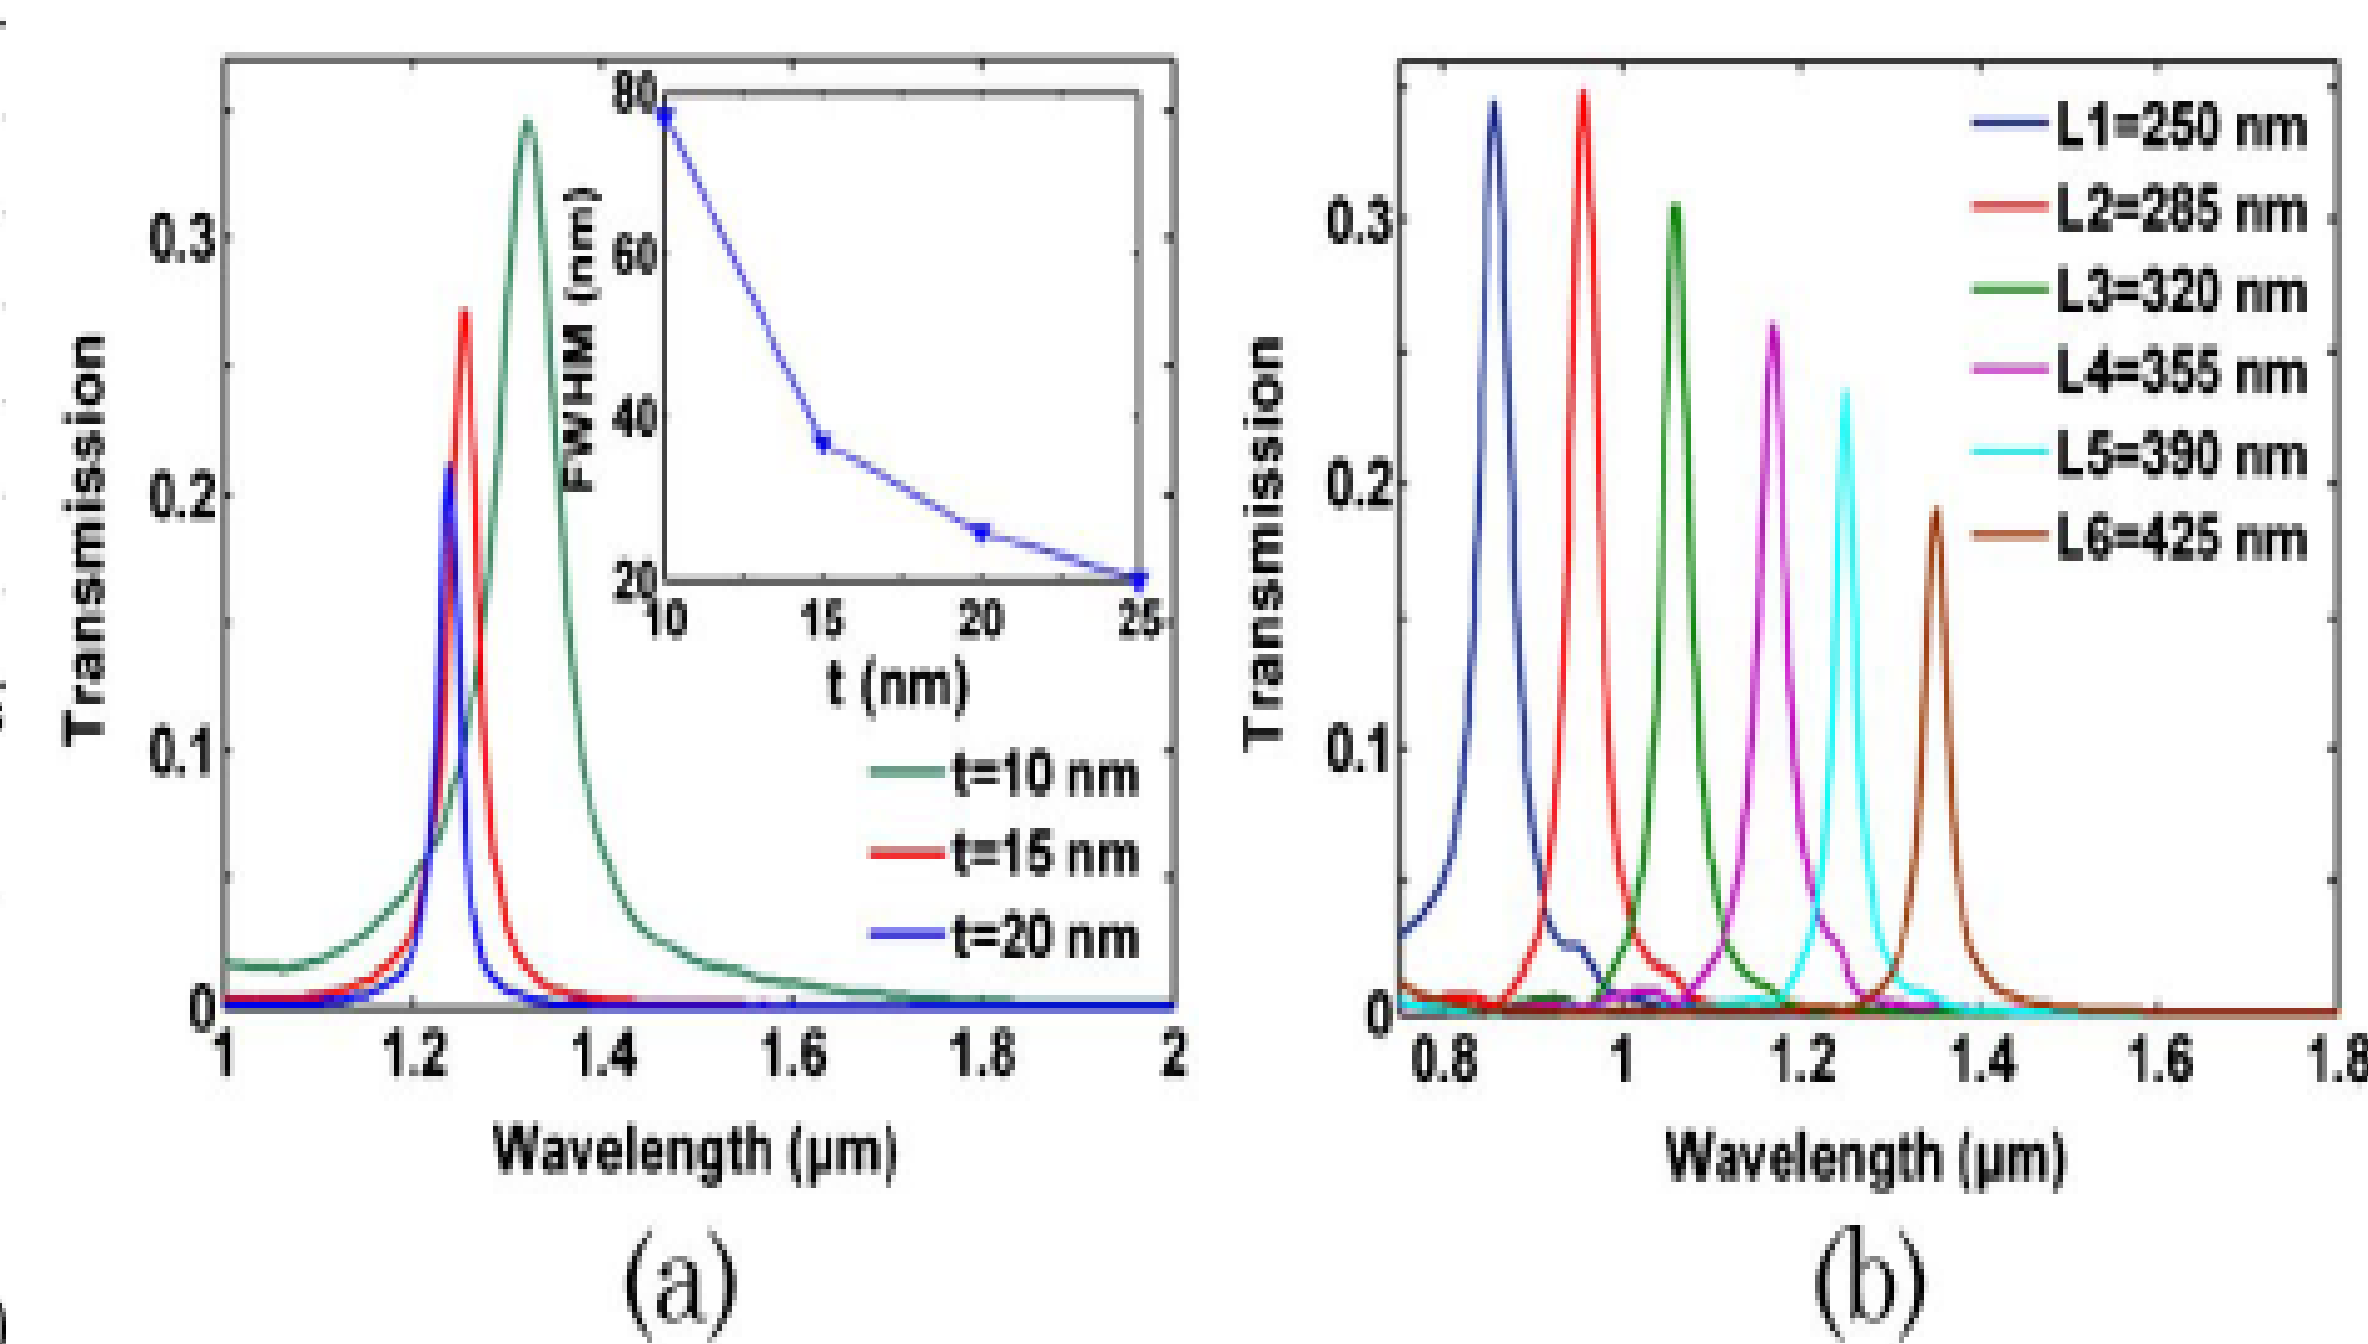 Transmission
0.3
0.2
0.1
0
1
1.2
1.4
1.6
1.8
2
Wavelength (µm)
FWHM (nm)
80
60
40
20
10
15
20
25
t (nm)
t=10 nm
t=15 nm
t=20 nm
(a)
Transmission
0.3
0.2
0.1
0
0.8
1
1.2
1.4
1.6
1.8
Wavelength (µm)
L1=250 nm
L2=285 nm
L3=320 nm
L4=355 nm
L5=390 nm
L6=425 nm
(b)